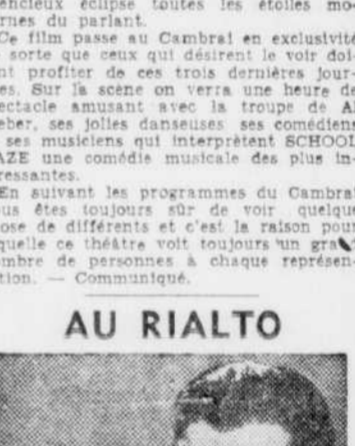 encieux éclipse toutes les étoiles mo-
rnes du parlant.
Ce film passe au Cambrai en exclusivité
sorte que ceux qui désirent le voir doi-
nt profiter de ces trois dernières jour-
es. Sur la scène on verra une heure de
ectacle amusant avec la troupe de A
eber, ses jolies danseuses ses comédiens
ses musiciens qui interprètent SCHOOL
AZE une comédie musicale des plus in-
ressantes.
En suivant les programmes du Cambra
ous êtes toujours sûr de voir quelqu
ose de différents et c'est la raison pour
quelle ce théâtre voit toujours un gra
mbre de personnes à chaque représen-
tion. — Communiqué.
AU RIALTO